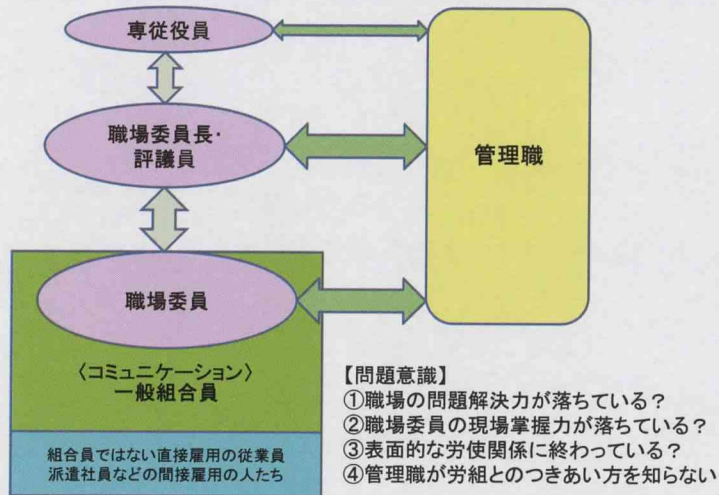 専従役員
職場委員長・
評議員
管理職
職場委員
〈コミュニケーション〉
一般組合員
組合員ではない直接雇用の従業員
派遣社員などの間接雇用の人たち
【問題意識】
①職場の問題解決力が落ちている？
②職場委員の現場掌握力が落ちている？
③表面的な労使関係に終わっている？
④管理職が労組とのつきあい方を知らない